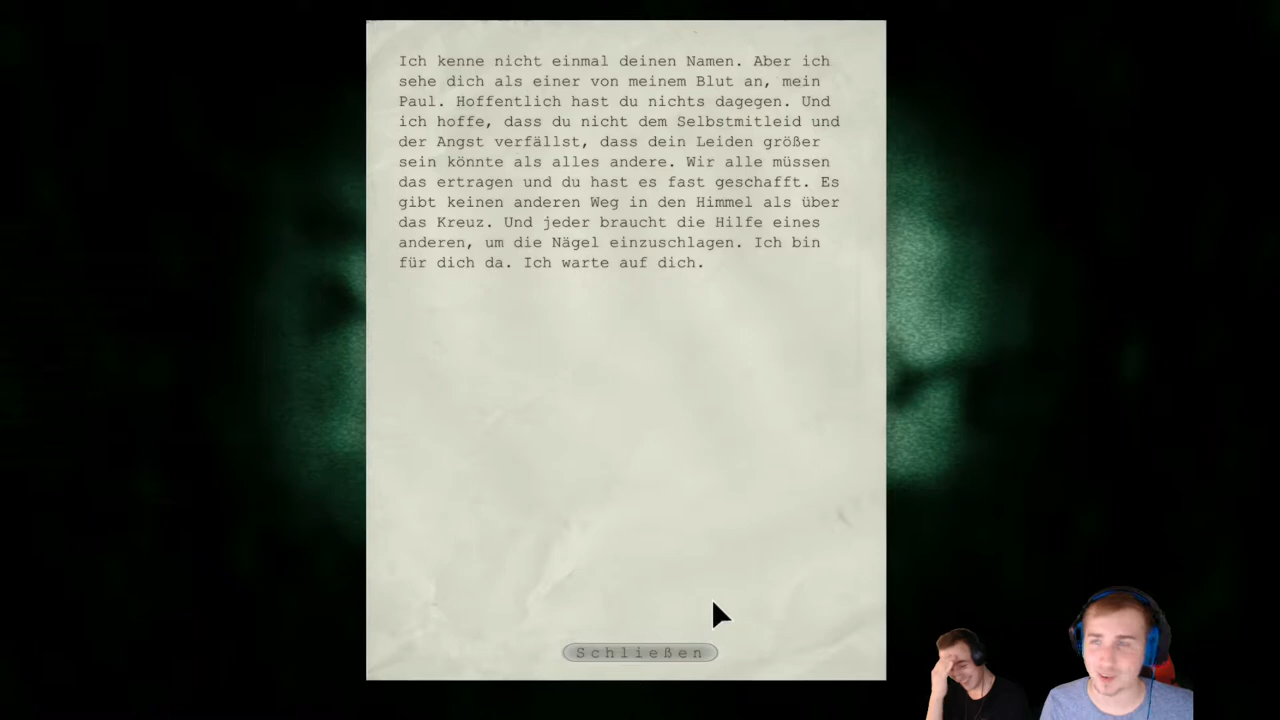 Ich kenne nicht einmal deinen Namen. Aber ich
sehe dich als einer von meinem Blut an, mein
Paul. Hoffentlich hast du nichts dagegen. Und
ich hoffe, dass du nicht dem Selbstmitleid und
der Angst verfällst, dass dein Leiden größer
sein könnte als alles andere. Wir alle müssen
das ertragen und du hast es fast geschafft. Es
gibt keinen anderen Weg in den Himmel als über
das Kreuz. Und jeder braucht die Hilfe eines
anderen, um die Nägel einzuschlagen. Ich bin
für dich da. Ich warte auf dich.
Schließen